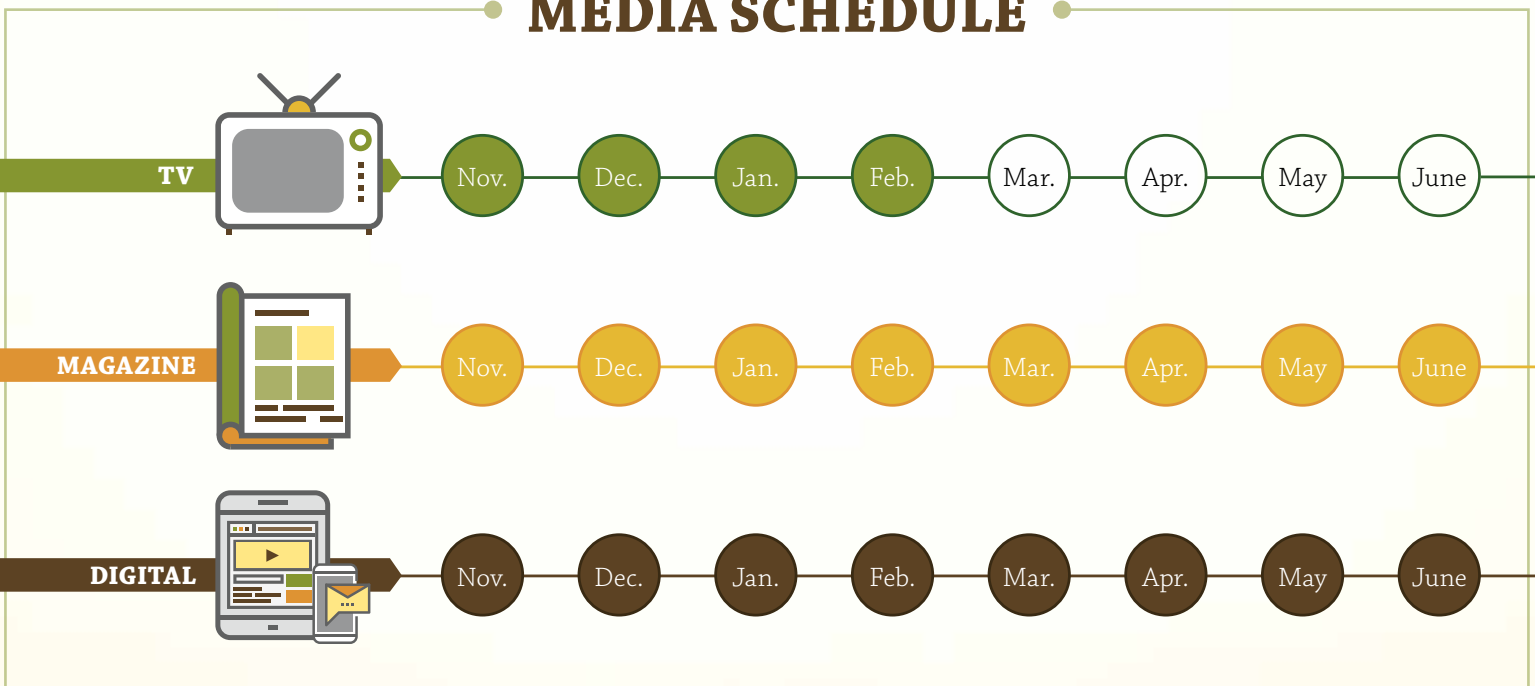 MEDIA SCHEDULE
TV Nov. Dec. Jan. Feb. Mar. Apr. May June
MAGAZINE Nov. Dec. Jan. Feb. Mar. Apr. May June
DIGITAL Nov. Dec. Jan. Feb. Mar. Apr. May June